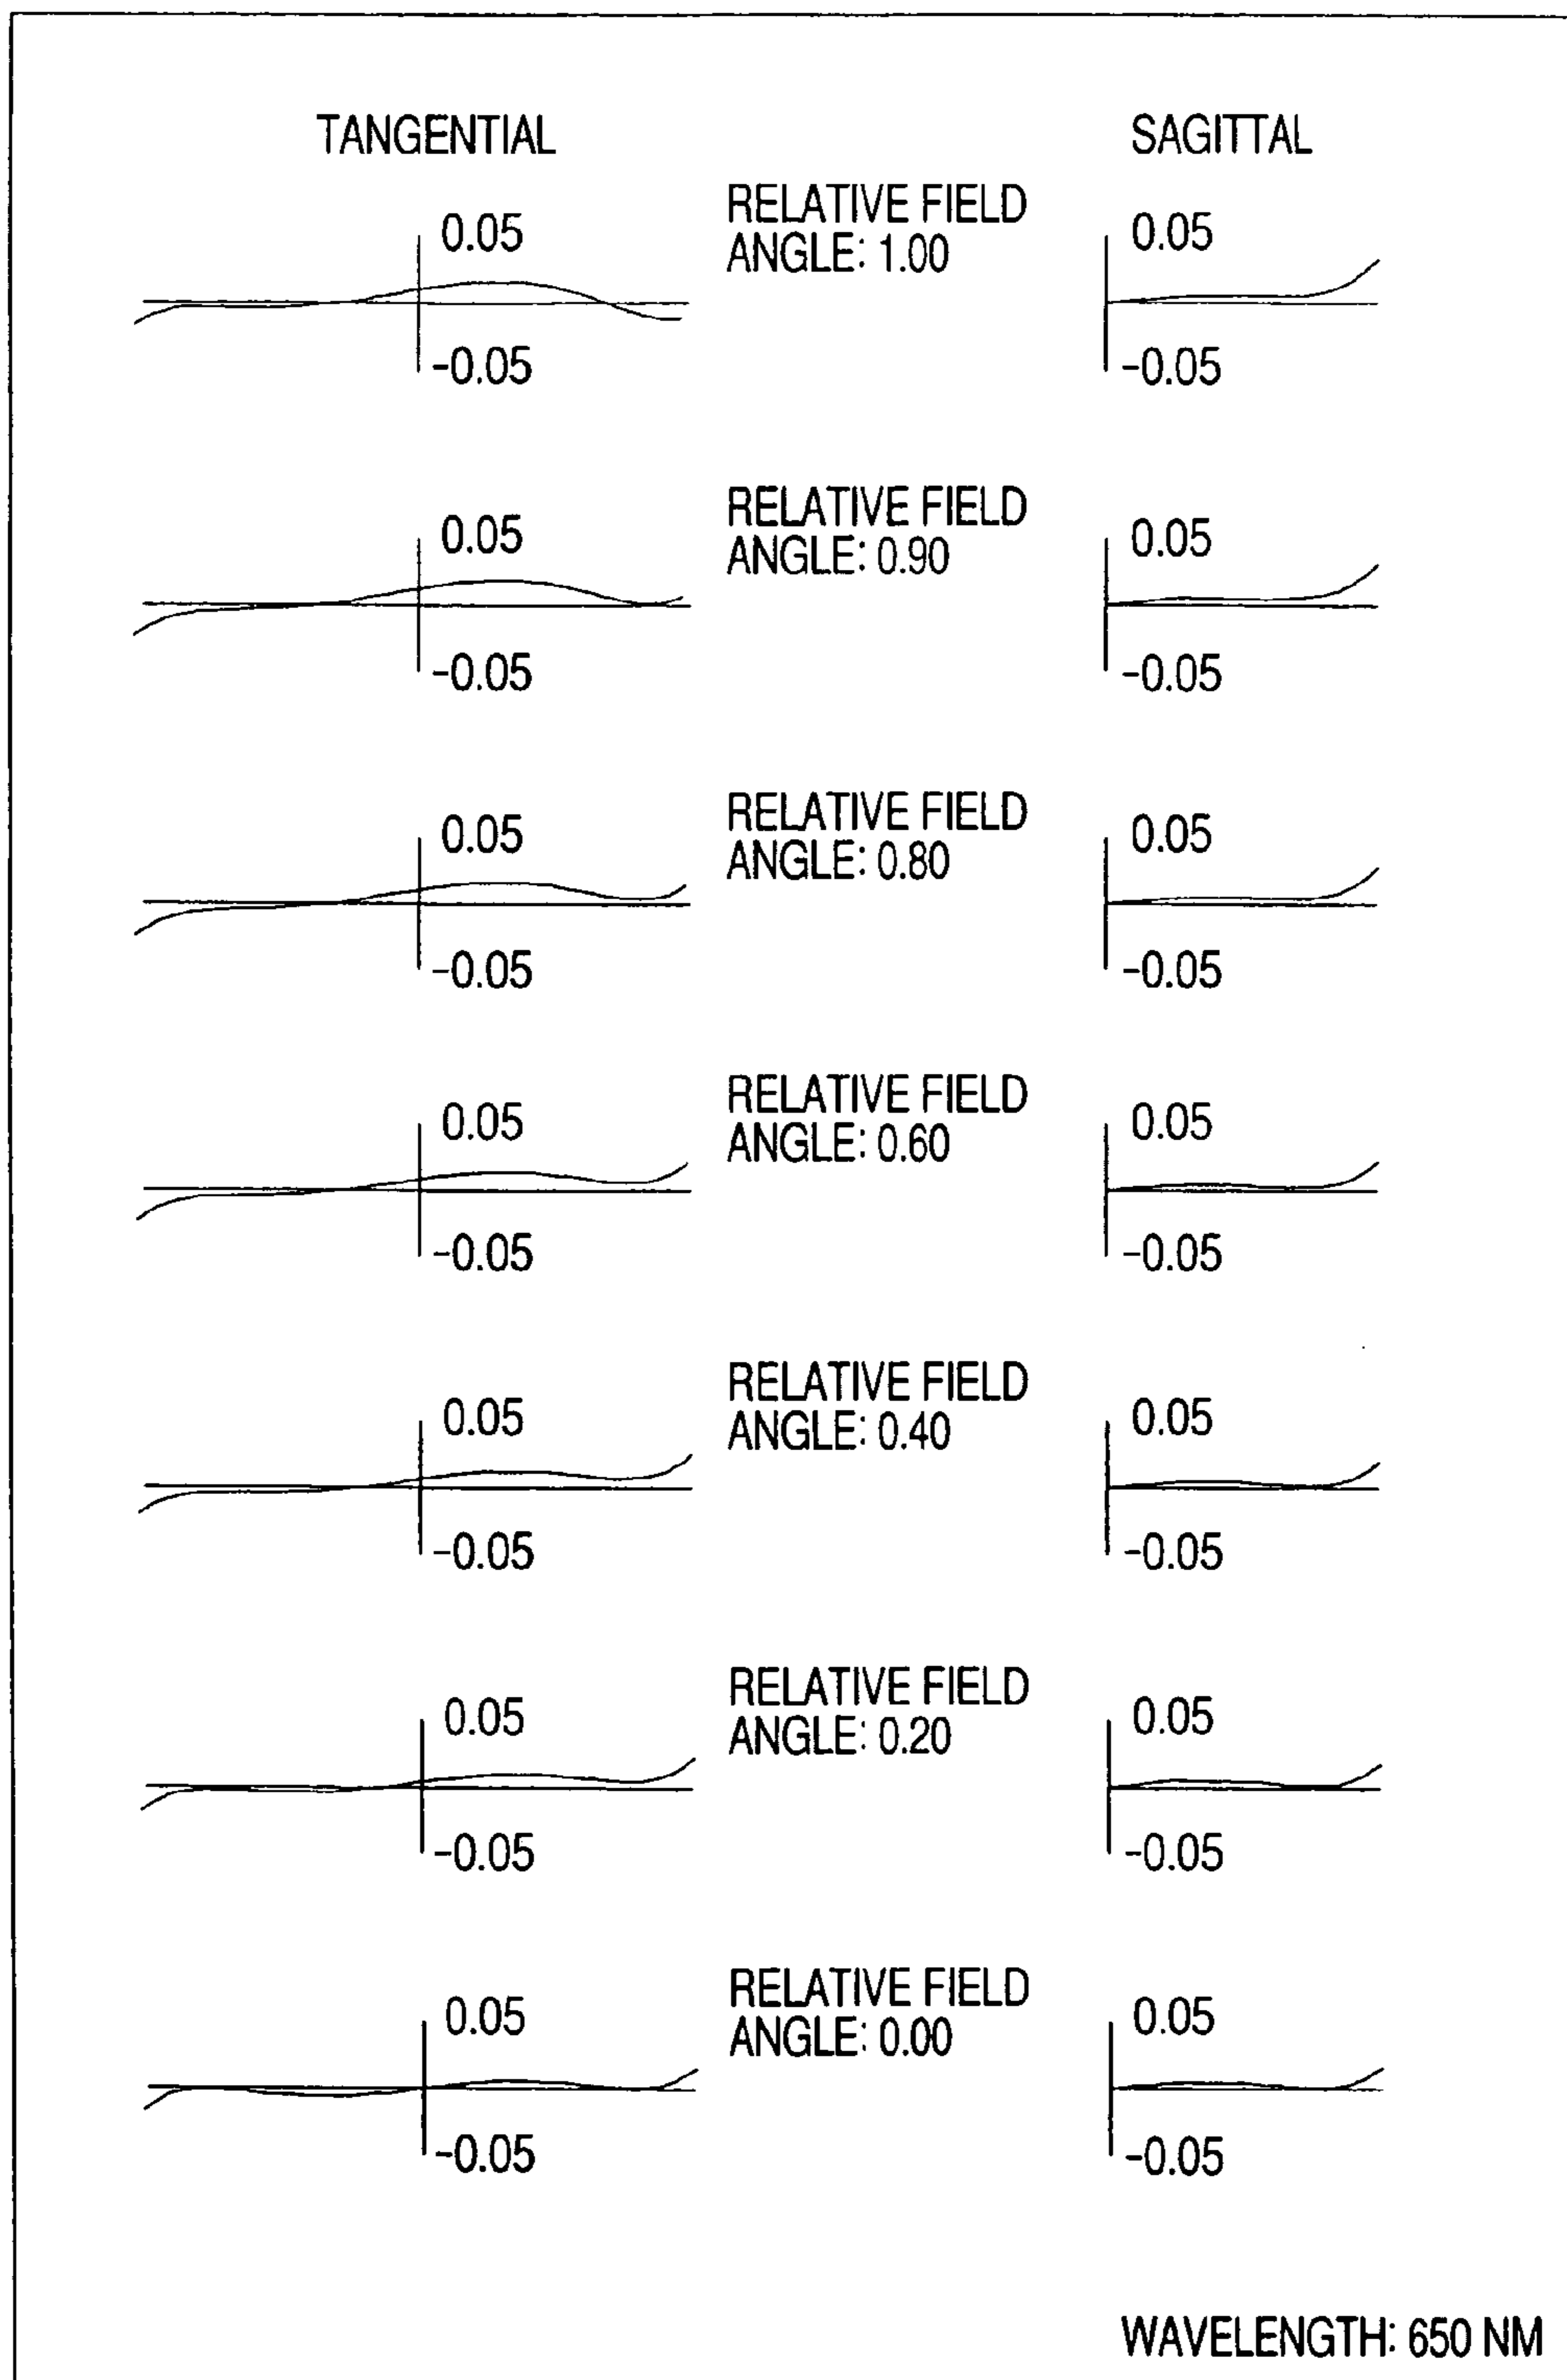 TANGENTIAL
SAGITTAL
RELATIVE FIELD
ANGLE: 1.00
0.05
-0.05
0.05
-0.05
RELATIVE FIELD
ANGLE: 0.90
0.05
-0.05
0.05
-0.05
RELATIVE FIELD
ANGLE: 0.80
0.05
-0.05
0.05
-0.05
RELATIVE FIELD
ANGLE: 0.60
0.05
-0.05
0.05
-0.05
RELATIVE FIELD
ANGLE: 0.40
0.05
-0.05
0.05
-0.05
RELATIVE FIELD
ANGLE: 0.20
0.05
-0.05
0.05
-0.05
RELATIVE FIELD
ANGLE: 0.00
0.05
-0.05
0.05
-0.05
WAVELENGTH: 650 NM